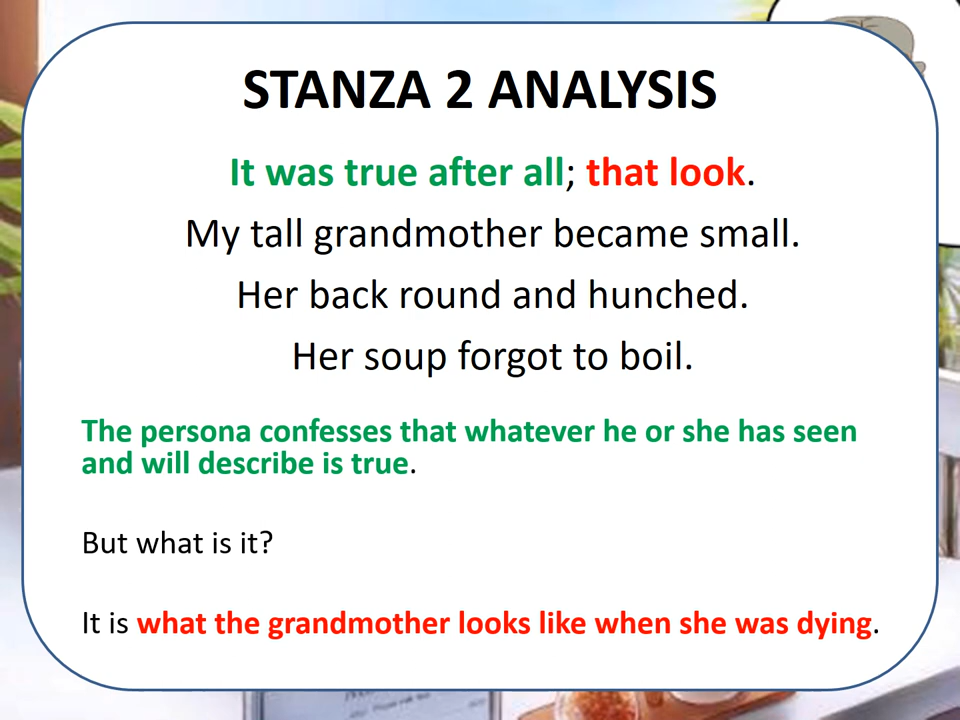 STANZA 2 ANALYSIS
It was true after all; that look.
My tall grandmother became small.
Her back round and hunched.
Her soup forgot to boil.
The persona confesses that whatever he or she has seen
and will describe is true.
But what is it?
It is what the grandmother looks like when she was dying.